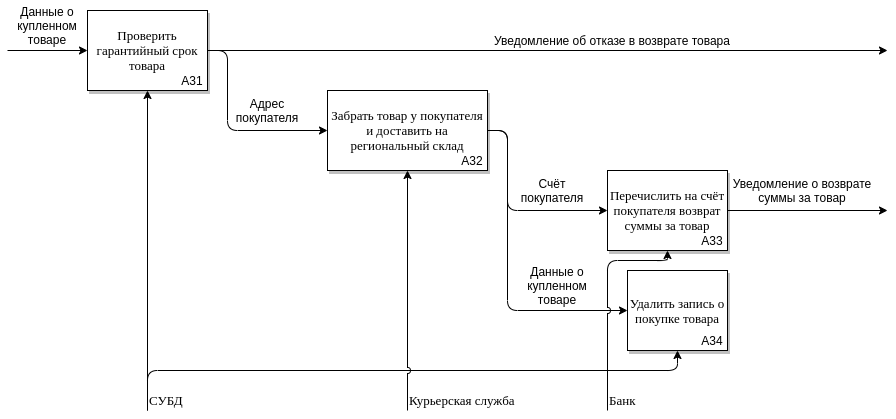 Данные о
купленном
товаре
Проверить
гарантийный срок
товара
A31
Уведомление об отказе в возврате товара
Адрес
покупателя
Забрать товар у покупателя
и доставить на
региональный склад
A32
Счёт
покупателя
Перечислить на счёт
покупателя возврат
суммы за товар
A33
Уведомление о возврате
суммы за товар
Данные о
купленном
товаре
Удалить запись о
покупке товара
A34
СУБД
Курьерская служба
Банк